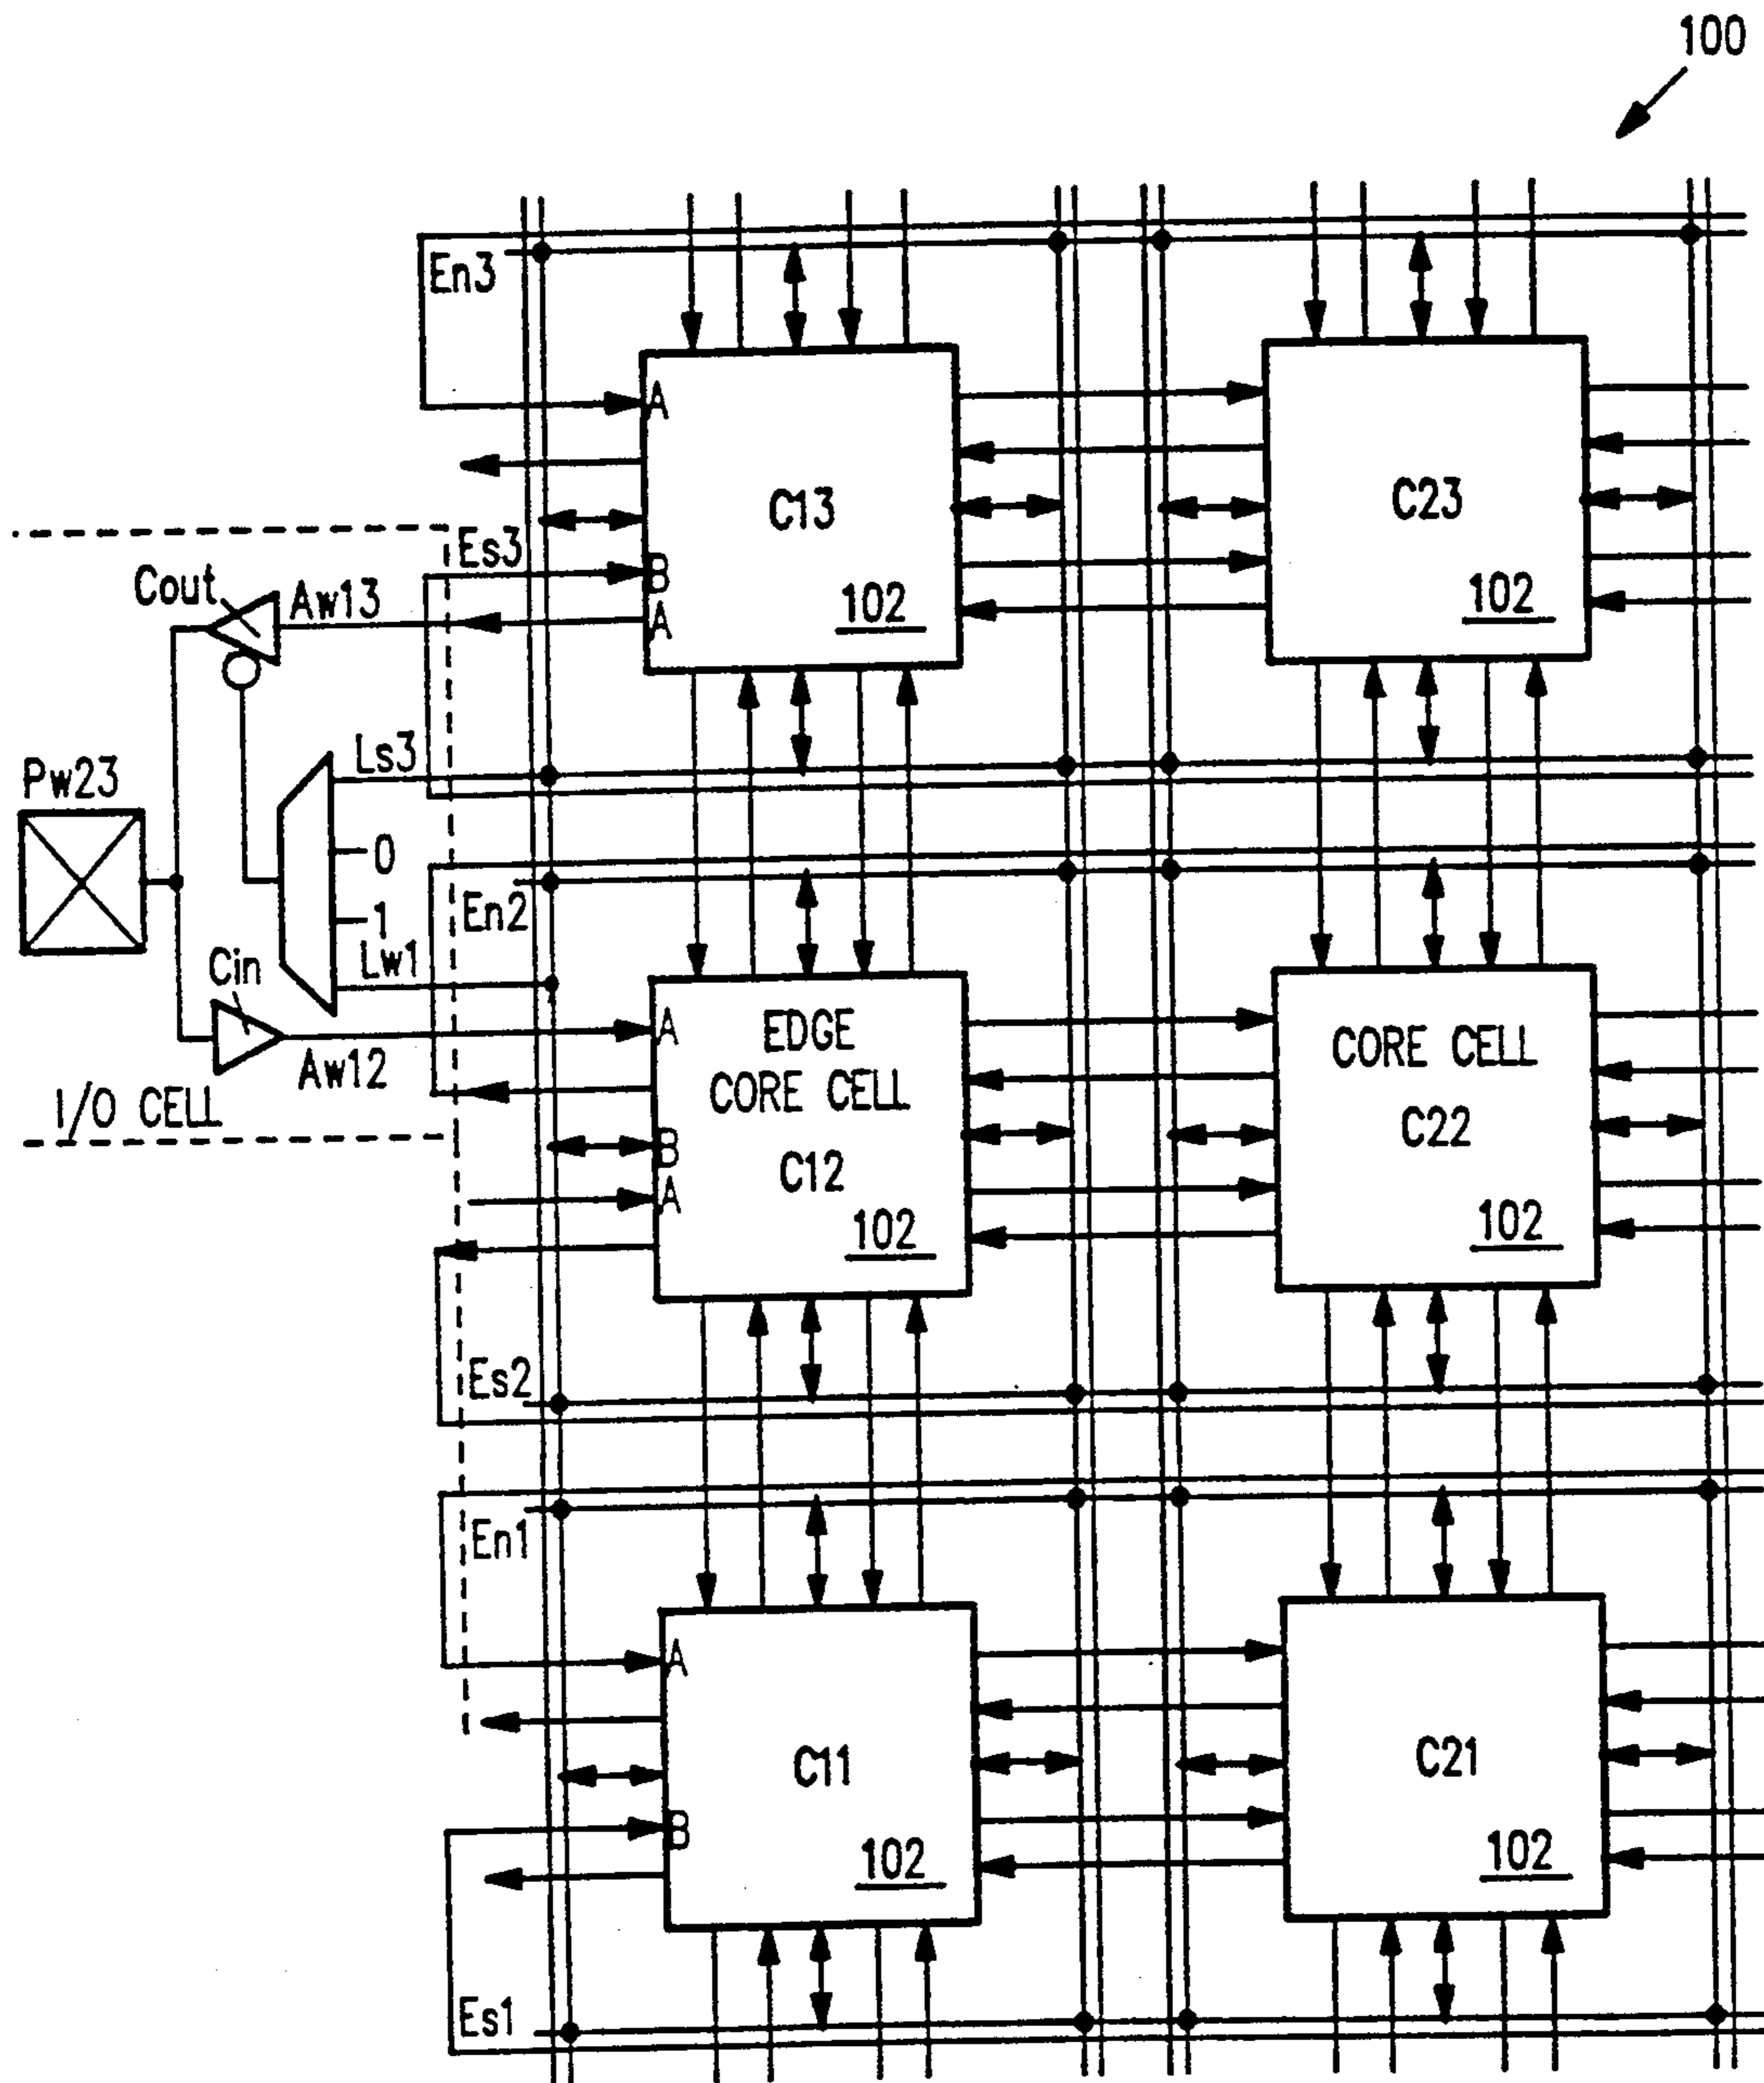 100
En3
A
C13
C23
Es3
B
Cout
Aw13
A
102
102
Ls3
Pw23
0
En2
1
Lw1
Cin
A
EDGE
CORE CELL
C12
CORE CELL
C22
Aw12
I/O CELL
B
A
102
102
Es2
En1
A
C11
C21
B
102
102
Es1